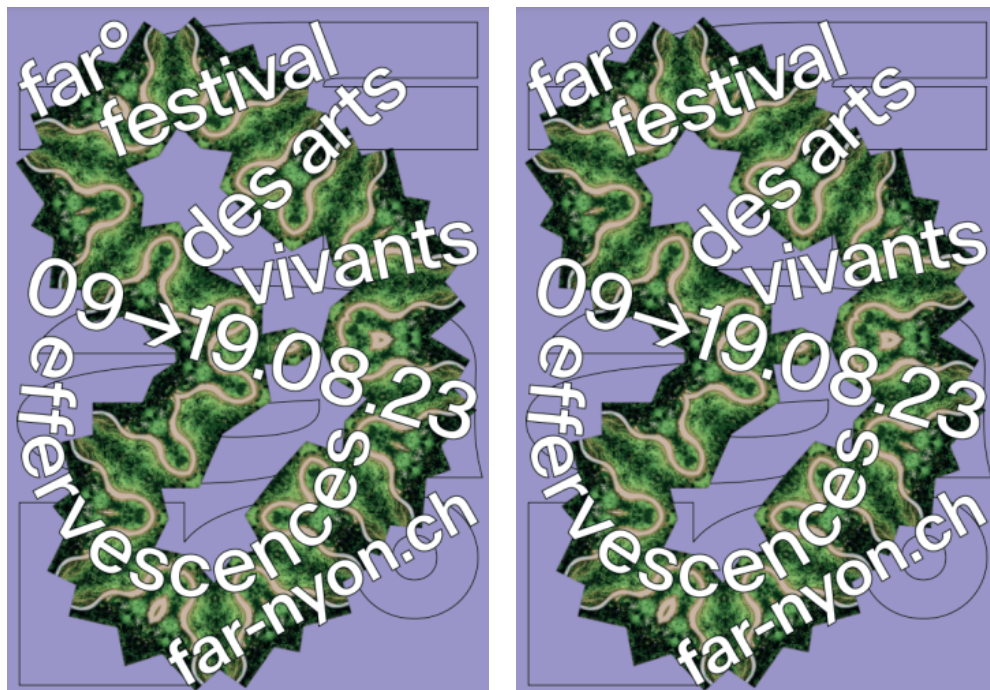 far°
festival
des arts
vivants
09→19.08.23
effervescences
far-nyon.ch
far°
festival
des arts
vivants
09→19.08.23
effervescences
far-nyon.ch